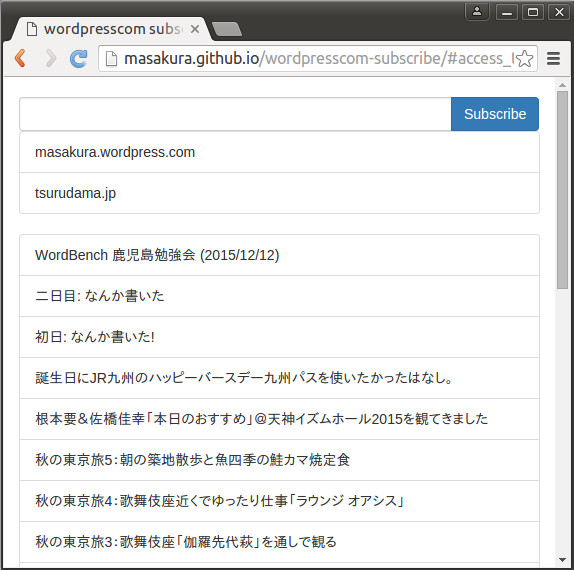 wordpresscom subs
masakura.github.io/wordpresscom-subscribe/#access_t
Subscribe
masakura.wordpress.com
tsurudama.jp
WordBench 鹿児島勉強会 (2015/12/12)
二日目: なんか書いた
初日: なんか書いた!
誕生日にJR九州のハッピーバースデー九州パスを使いたかったはなし。
根本要＆佐橋佳幸「本日のおすすめ」＠天神イズムホール2015を観てきました
秋の東京旅5：朝の築地散歩と魚四季の鮭カマ焼定食
秋の東京旅4：歌舞伎座近くでゆったり仕事「ラウンジ オアシス」
秋の東京旅3：歌舞伎座「伽羅先代萩」を通しで観る